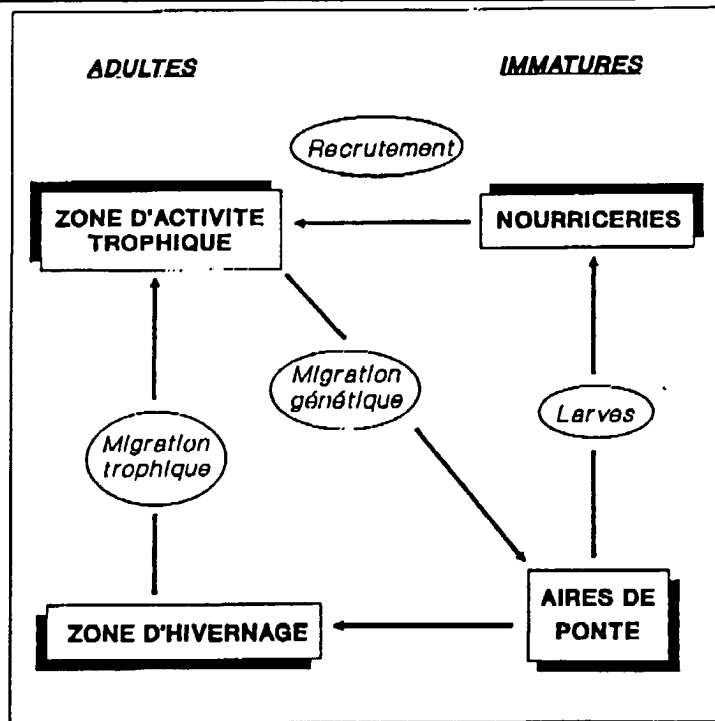 ADULTES
IMMATURES
Recrutement
ZONE D'ACTIVITE
TROPHIQUE
NOURRICERIES
Migration
génétique
Larves
Migration
trophique
AIRES DE
PONTE
ZONE D'HIVERNAGE